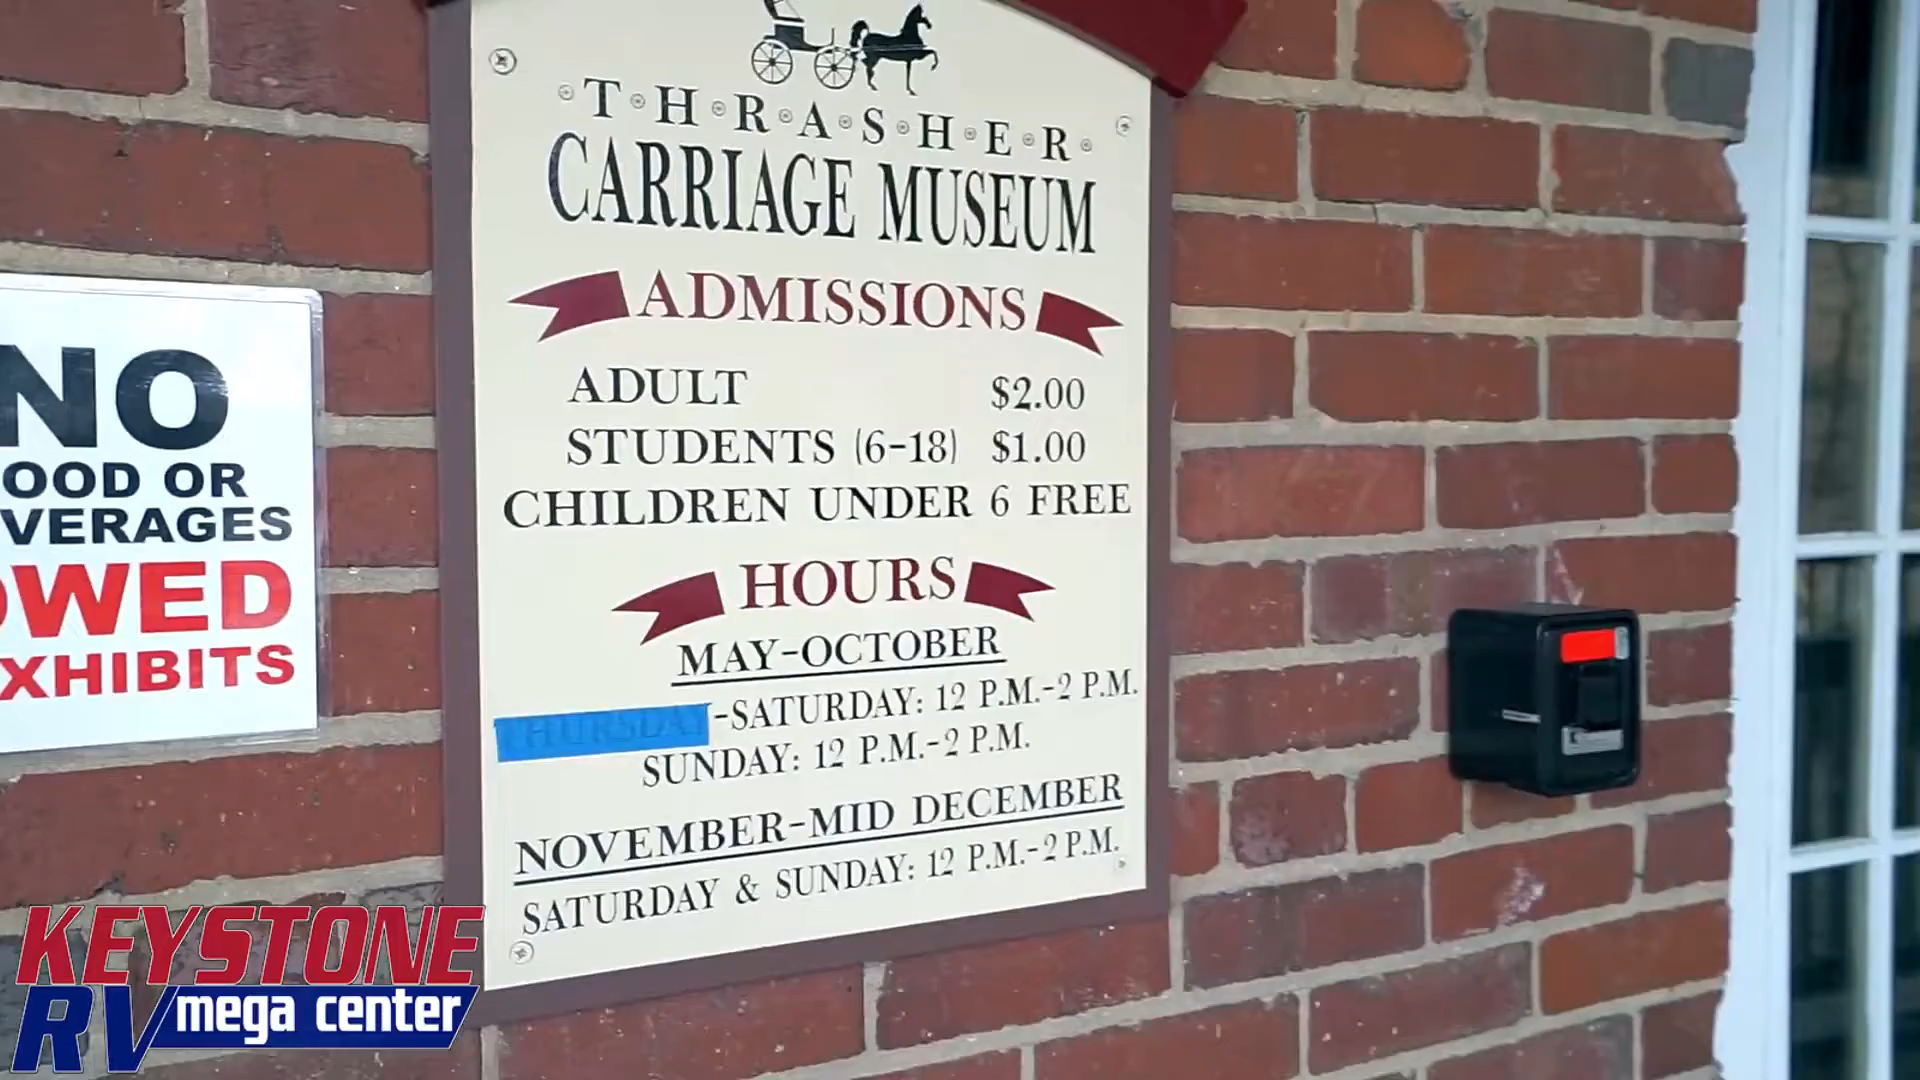 THRASHER
CARRIAGE MUSEUM
ADMISSIONS
ADULT $2.00
STUDENTS (6-18) $1.00
CHILDREN UNDER 6 FREE
HOURS
MAY-OCTOBER
THURSDAY-SATURDAY: 12 P.M.-2 P.M.
SUNDAY: 12 P.M.-2 P.M.
NOVEMBER-MID DECEMBER
SATURDAY & SUNDAY: 12 P.M.-2 P.M.
NO
OOD OR
VERAGES
OWED
XHIBITS
KEYSTONE
RV mega center